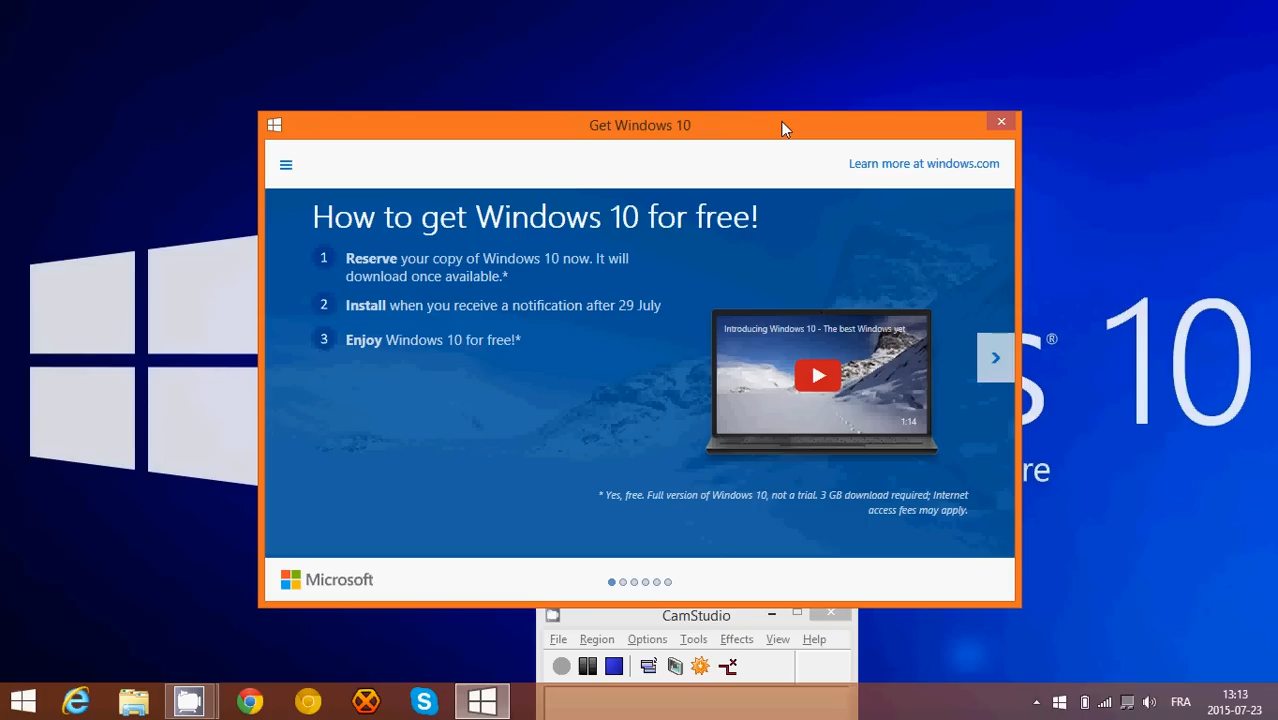 Get Windows 10
Learn more at windows.com
How to get Windows 10 for free!
1 Reserve your copy of Windows 10 now. It will
download once available.*
2 Install when you receive a notification after 29 July
3 Enjoy Windows 10 for free!*
Introducing Windows 10 - The best Windows yet
1:14
* Yes, free. Full version of Windows 10, not a trial. 3 GB download required; Internet
access fees may apply.
Microsoft
® 10
re
CamStudio
File Region Options Tools Effects View Help
FRA
13:13
2015-07-23